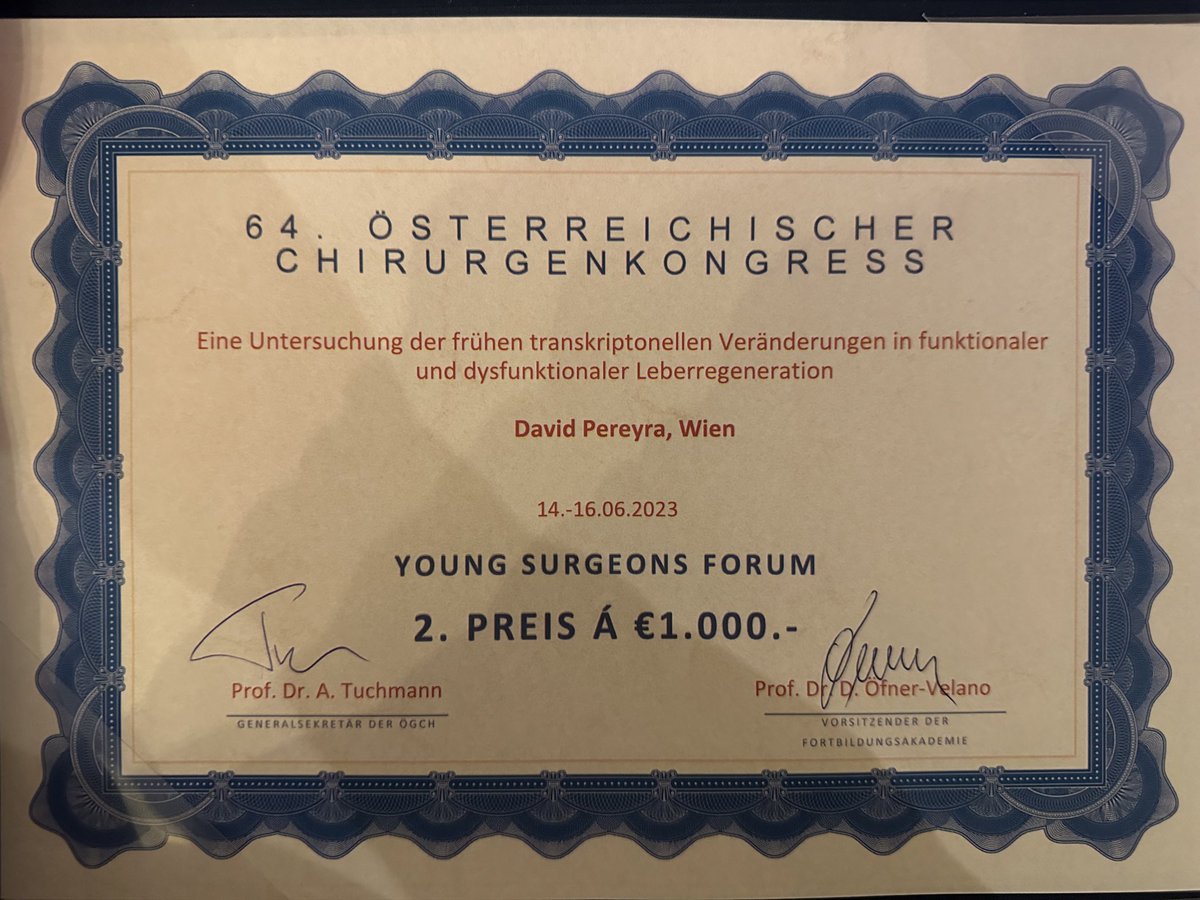 64. ÖSTERREICHISCHER
CHIRURGENKONGRESS
Eine Untersuchung der frühen transkriptonellen Veränderungen in funktionaler
und dysfunktionaler Leberregeneration
David Pereyra, Wien
14.-16.06.2023
YOUNG SURGEONS FORUM
2. PREIS Á €1.000.-
Prof. Dr. A. Tuchmann
GENERALSEKRETÄR DER ÖGCH
Prof. Dr. D. Öfner-Velano
VORSITZENDER DER
FORTBILDUNGSAKADEMIE